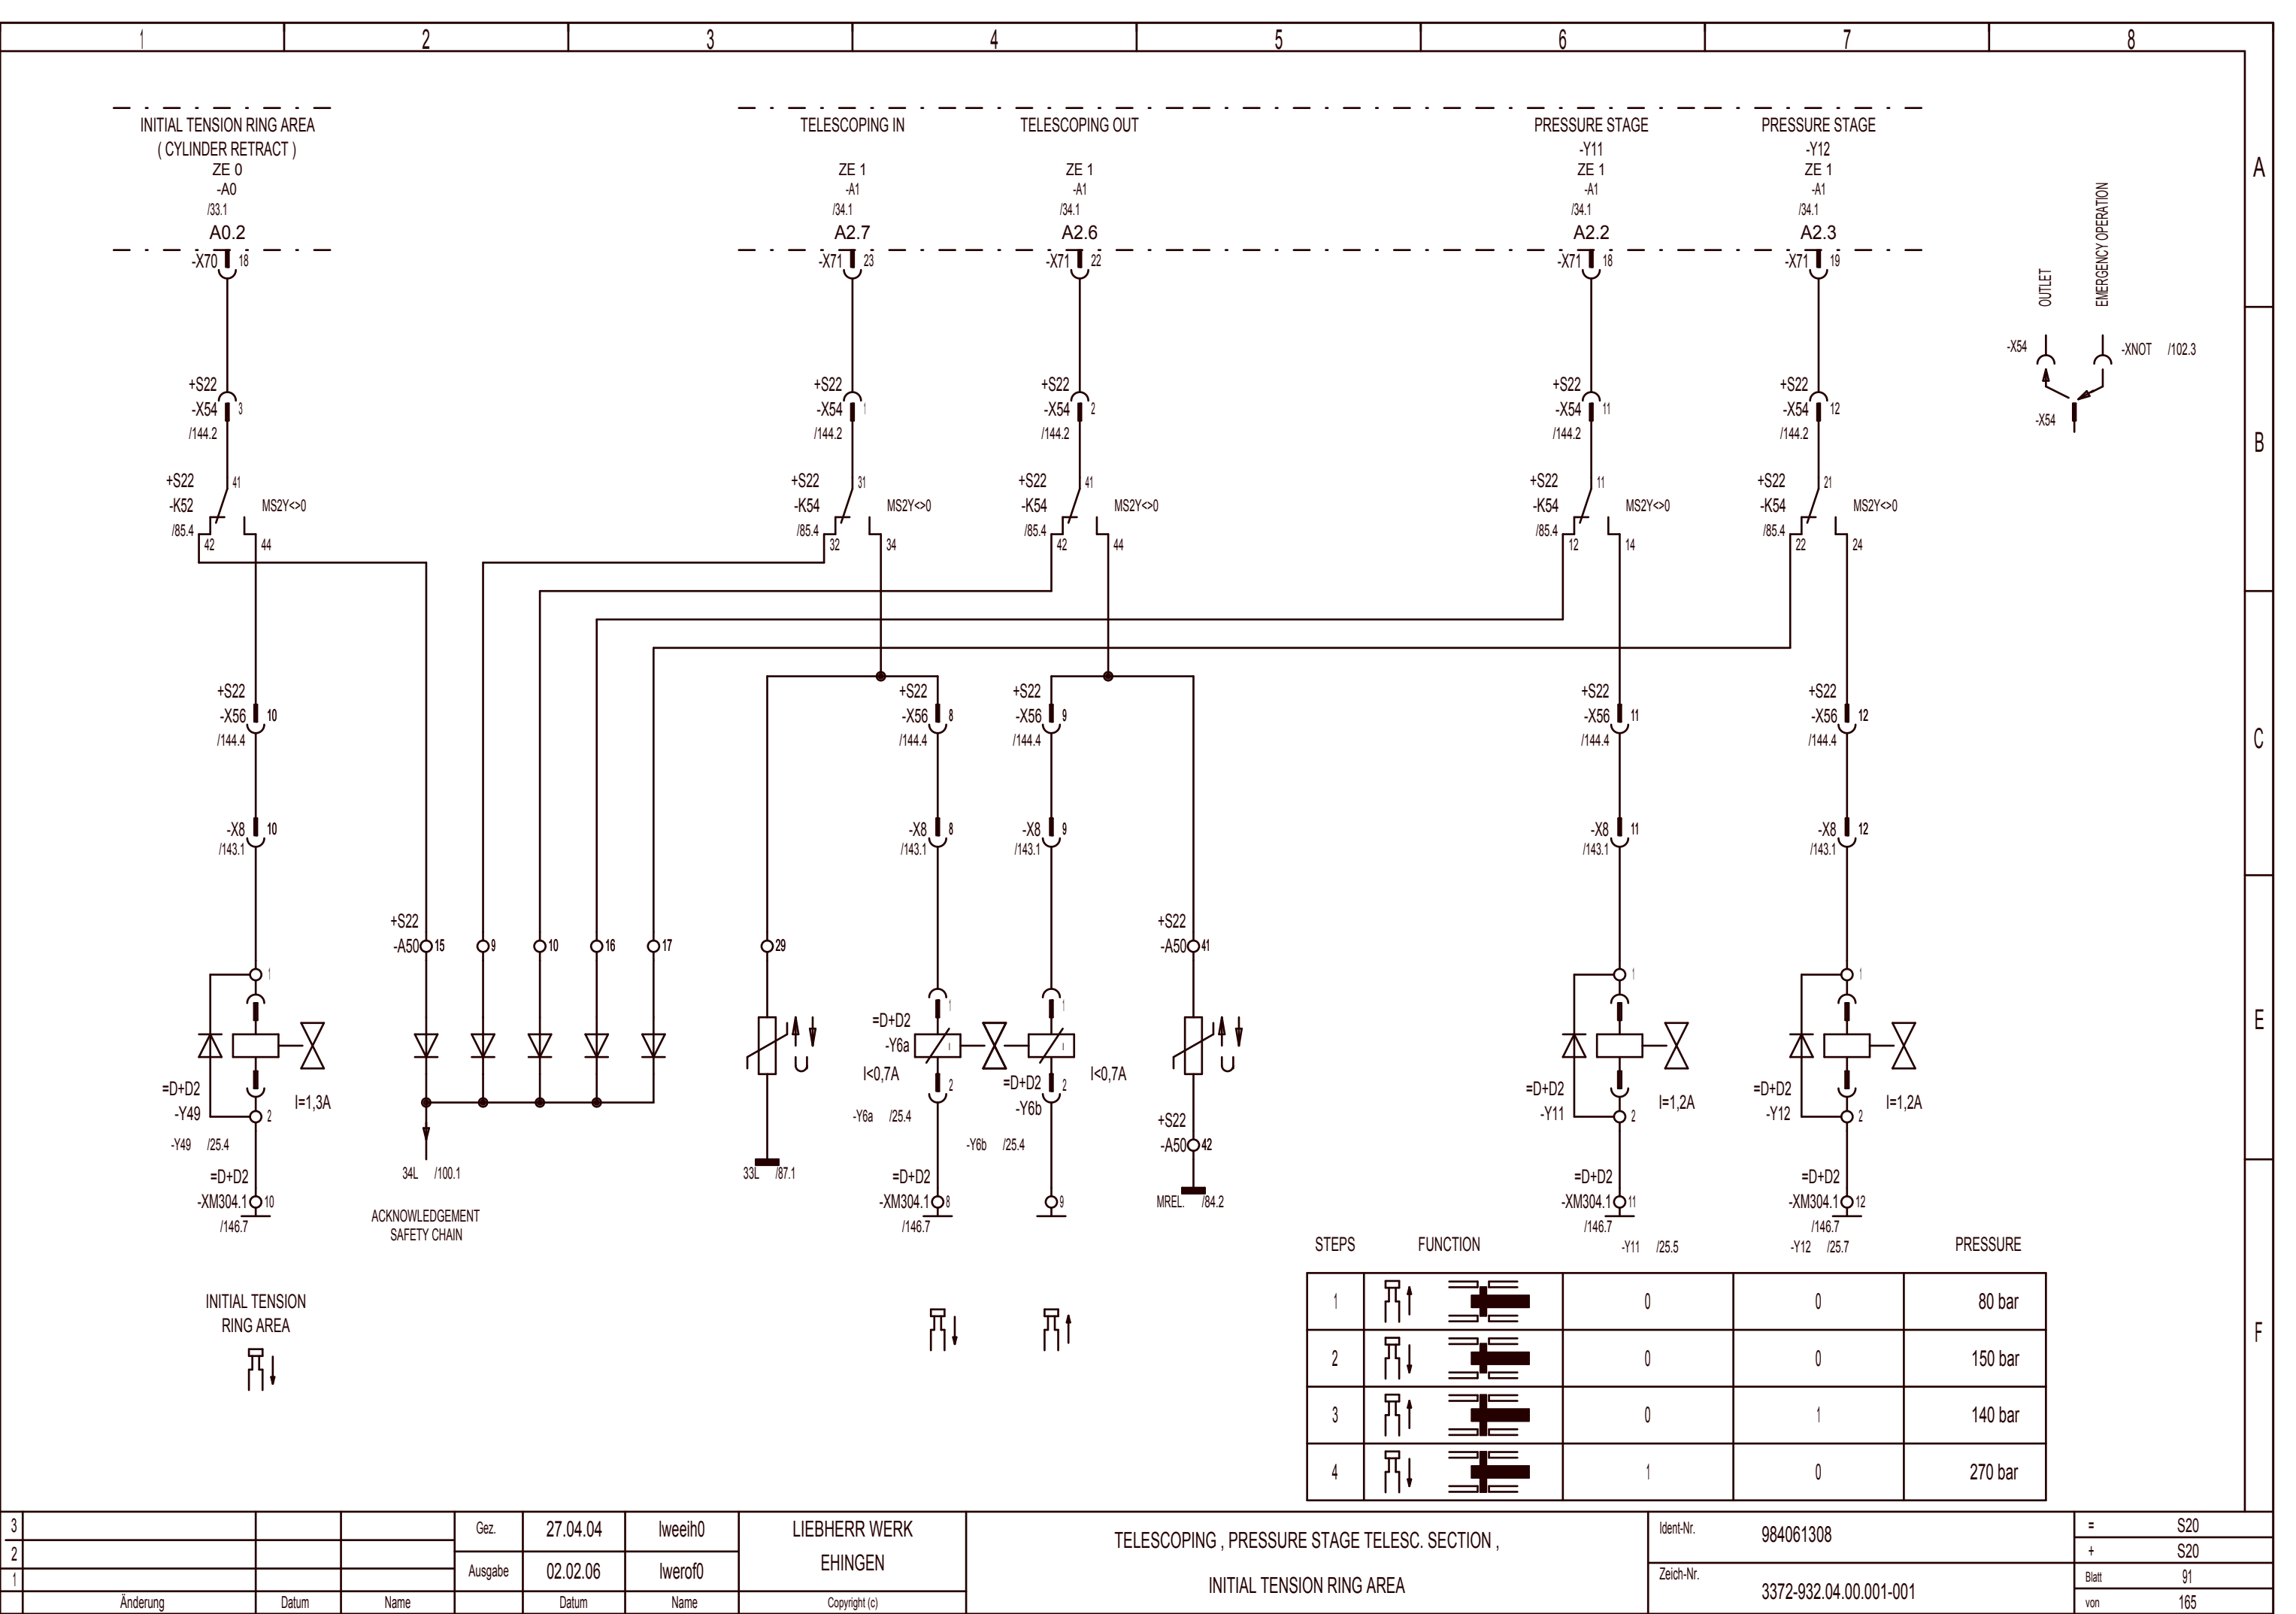 1 2 3 4 5 6 7 8
INITIAL TENSION RING AREA TELESCOPING IN TELESCOPING OUT PRESSURE STAGE PRESSURE STAGE
( CYLINDER RETRACT ) -Y11 -Y12
ZE 0 ZE 1 ZE 1 ZE 1 ZE 1
-A0 -A1 -A1 -A1 -A1
/33.1 /34.1 /34.1 /34.1 /34.1
A0.2 A2.7 A2.6 A2.2 A2.3
A
-X70 18 -X71 23 -X71 22 -X71 18 -X71 19
OUTLET
EMERGENCY OPERATION
-X54 -XNOT /102.3
-X54
+S22 +S22 +S22 +S22 +S22
-X54 3 -X54 1 -X54 2 -X54 11 -X54 12
/144.2 /144.2 /144.2 /144.2 /144.2
B
+S22 41 +S22 31 +S22 41 +S22 11 +S22 21
-K52 MS2Y<>0 -K54 MS2Y<>0 -K54 MS2Y<>0 -K54 MS2Y<>0 -K54 MS2Y<>0
/85.4 /85.4 /85.4 /85.4 /85.4
42 44 32 34 42 44 12 14 22 24
+S22 +S22 +S22 +S22 +S22
-X56 10 -X56 8 -X56 9 -X56 11 -X56 12
/144.4 /144.4 /144.4 /144.4 /144.4
C
-X8 10 -X8 8 -X8 9 -X8 11 -X8 12
/143.1 /143.1 /143.1 /143.1 /143.1
+S22 +S22
-A50 15 9 10 16 17 29 -A50 41
1 1 1 1 1
E
=D+D2
-Y6a
I<0,7A I<0,7A
=D+D2 2 =D+D2 2 =D+D2 =D+D2
-Y49 2 I=1,3A -Y6b -Y11 2 I=1,2A -Y12 2 I=1,2A
-Y6a /25.4
+S22
-Y49 /25.4 -Y6b /25.4 -A50 42
34L /100.1 33L /87.1
=D+D2 =D+D2 =D+D2 =D+D2
-XM304.1 10 -XM304.1 8 9 MREL. /84.2 -XM304.1 11 -XM304.1 12
/146.7 /146.7 /146.7 /146.7
ACKNOWLEDGEMENT
SAFETY CHAIN
STEPS FUNCTION -Y11 /25.5 -Y12 /25.7 PRESSURE
INITIAL TENSION
RING AREA
1 0 0 80 bar
2 0 0 150 bar
3 0 1 140 bar
4 1 0 270 bar
F
3
2
1
Änderung Datum Name
Gez. 27.04.04 lweeih0
Ausgabe 02.02.06 lwerof0
Datum Name
LIEBHERR WERK
EHINGEN
Copyright (c)
TELESCOPING , PRESSURE STAGE TELESC. SECTION ,
INITIAL TENSION RING AREA
Ident-Nr. 984061308
Zeich-Nr. 3372-932.04.00.001-001
= S20
+ S20
Blatt 91
von 165